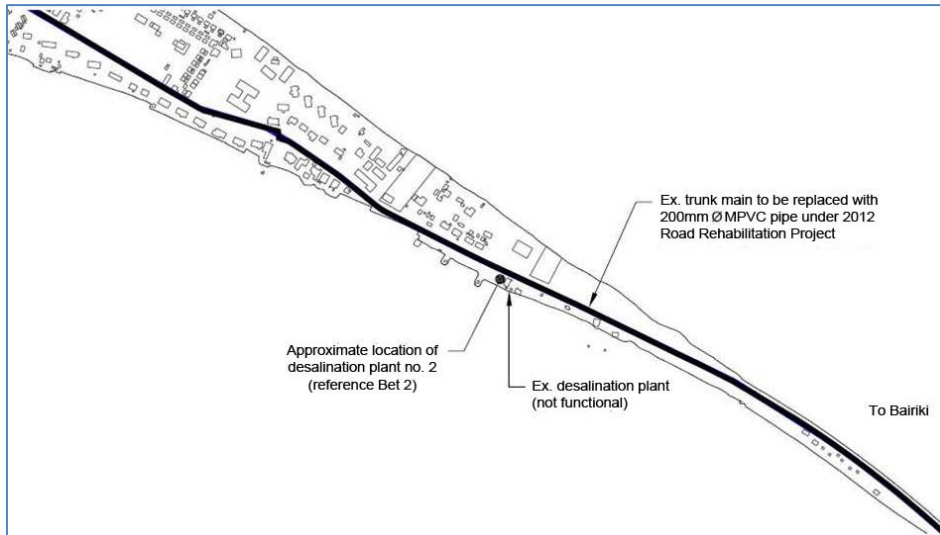 Ex. trunk main to be replaced with
200mm Ø MPVC pipe under 2012
Road Rehabilitation Project
Approximate location of
desalination plant no. 2
(reference Bet 2)
Ex. desalination plant
(not functional)
To Bairiki